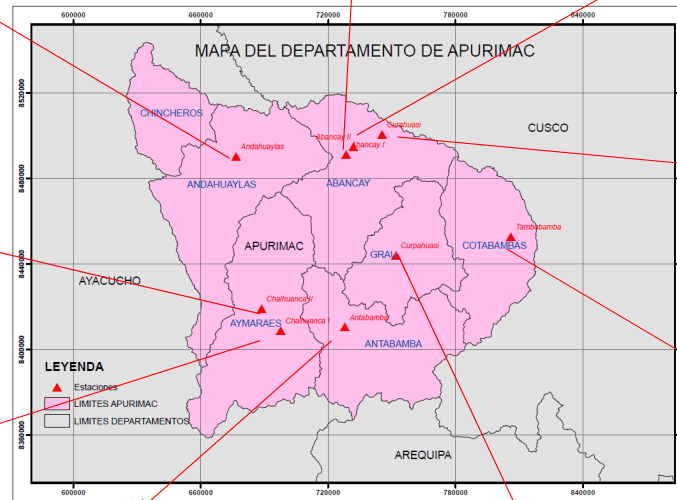 600000 660000 720000 780000 840000
MAPA DEL DEPARTAMENTO DE APURIMAC
8520000
CHINCHEROS
CUSCO
Curahuasi
Abancay II
Abancay I
Andahuaylas
8480000
ANDAHUAYLAS
ABANCAY
Tambobamba
APURIMAC
GRAU
Curpahuasi
COTABAMBAS
8440000
AYACUCHO
Chalhuanca II
AYMARAES
Chalhuanca I
Antabamba
ANTABAMBA
8400000
LEYENDA
Estaciones
LIMITES APURIMAC
LIMITES DEPARTAMENTOS
8360000
AREQUIPA
600000 660000 720000 780000 840000